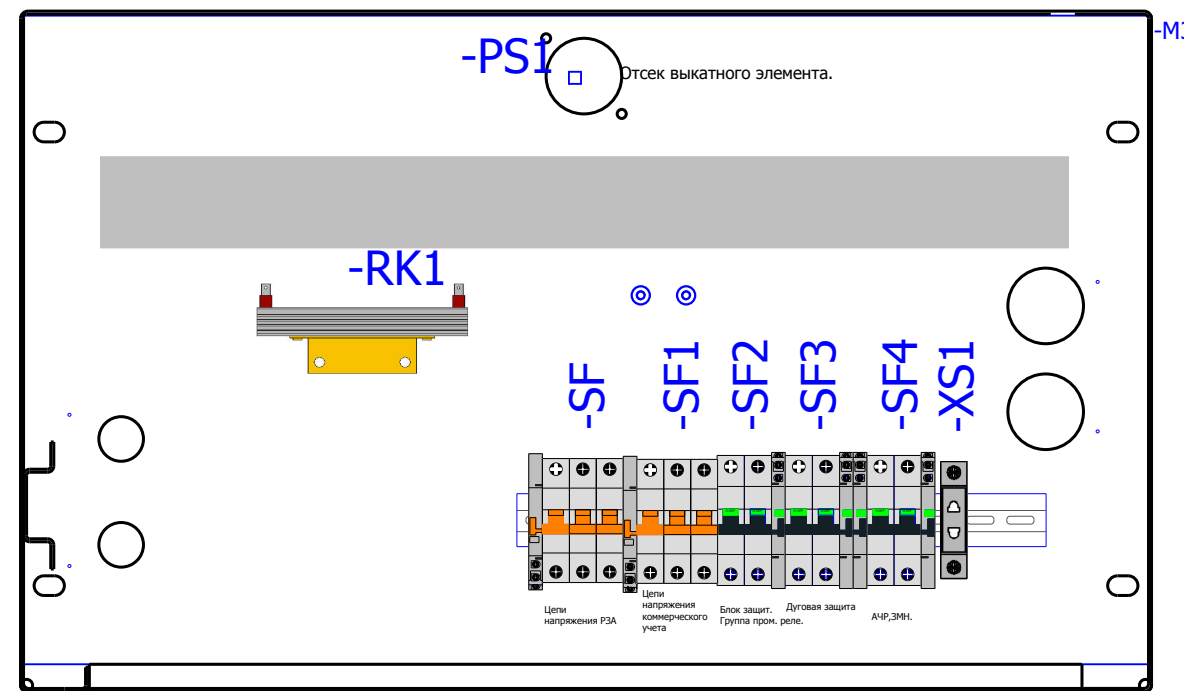 -M3
-PS1
Отсек выкатного элемента.
-RK1
-SF
-SF1
-SF2
-SF3
-SF4
-XS1
Цепи
напряжения РЗА
Цепи
напряжения
коммерческого
учета
Блок защит.
Группа пром. реле.
Дуговая защита
АЧР,ЗМН.